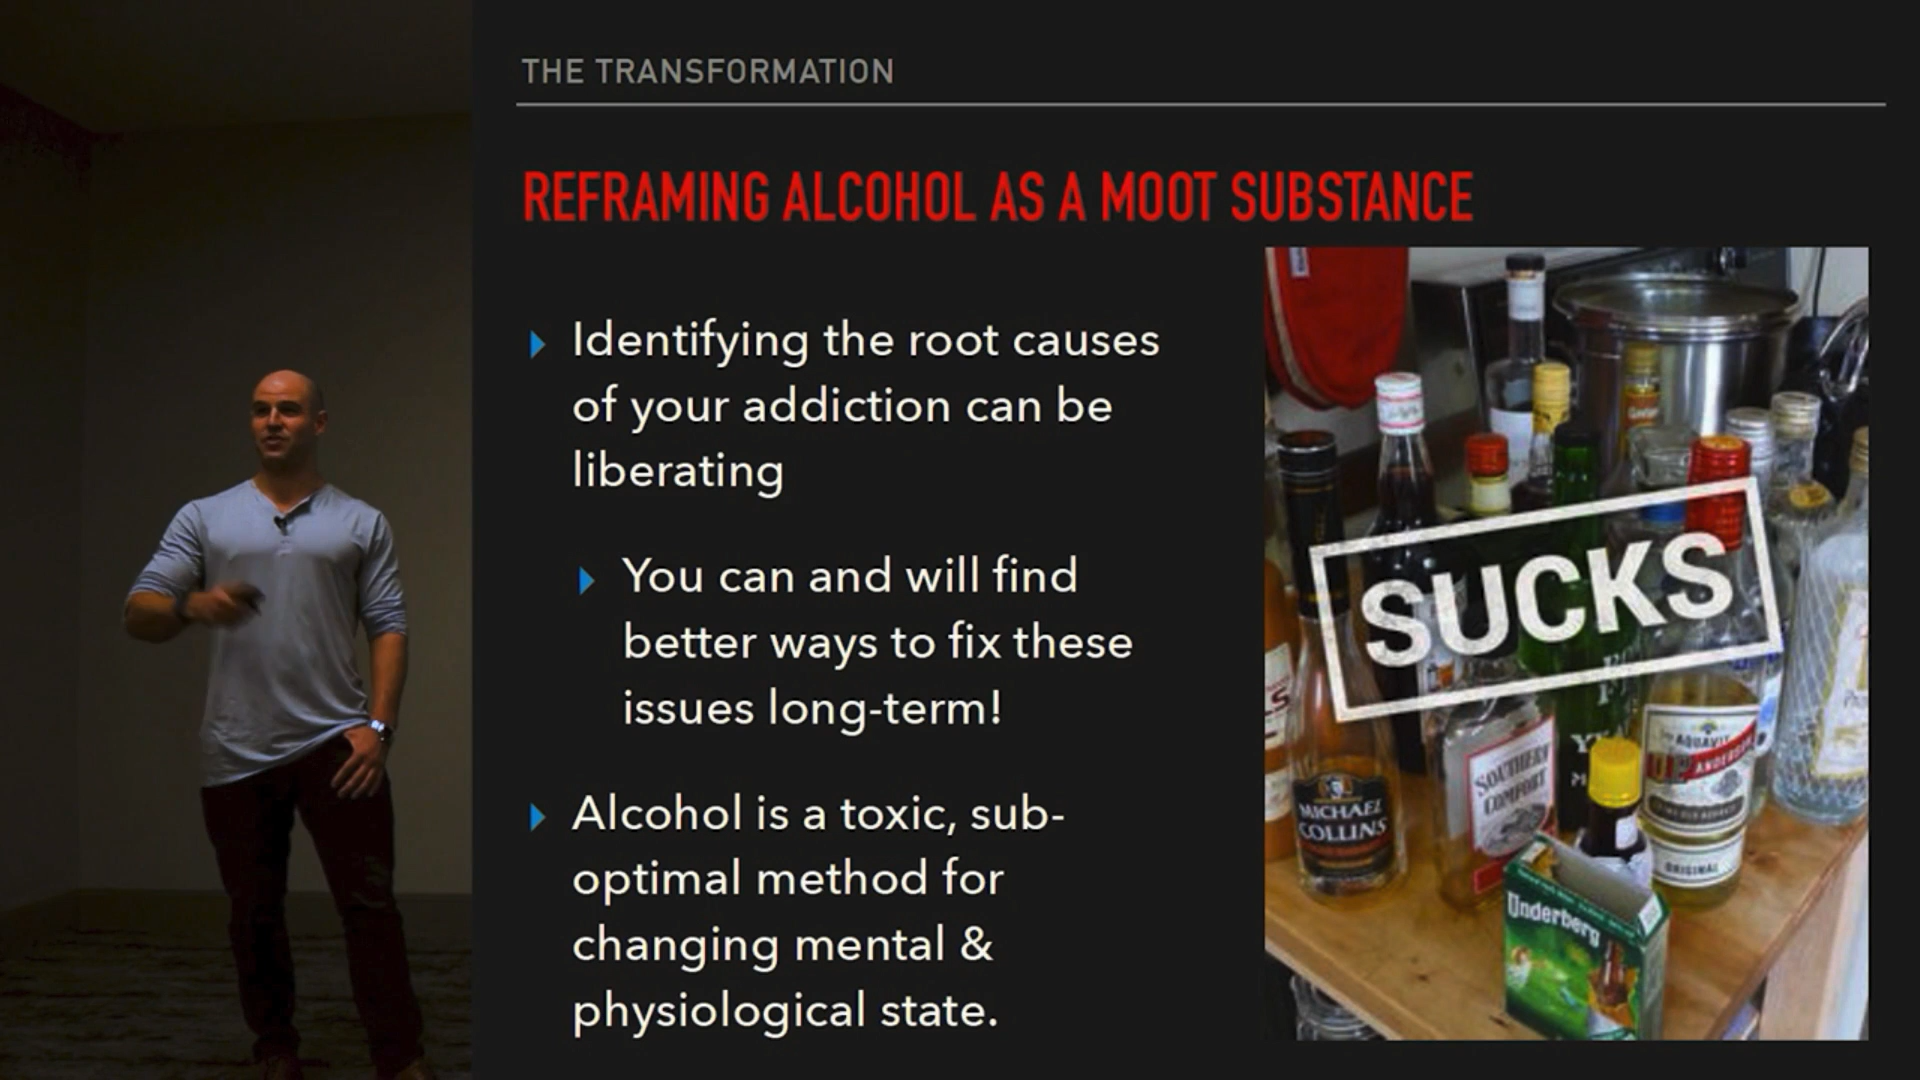 THE TRANSFORMATION
REFRAMING ALCOHOL AS A MOOT SUBSTANCE
Identifying the root causes
of your addiction can be
liberating
You can and will find
better ways to fix these
issues long-term!
Alcohol is a toxic, sub-
optimal method for
changing mental &
physiological state.
SUCKS
MICHAEL
COLLINS
SOUTHERN
COMFORT
AQUAVIT
ANDERSON
ORIGINAL
Underberg